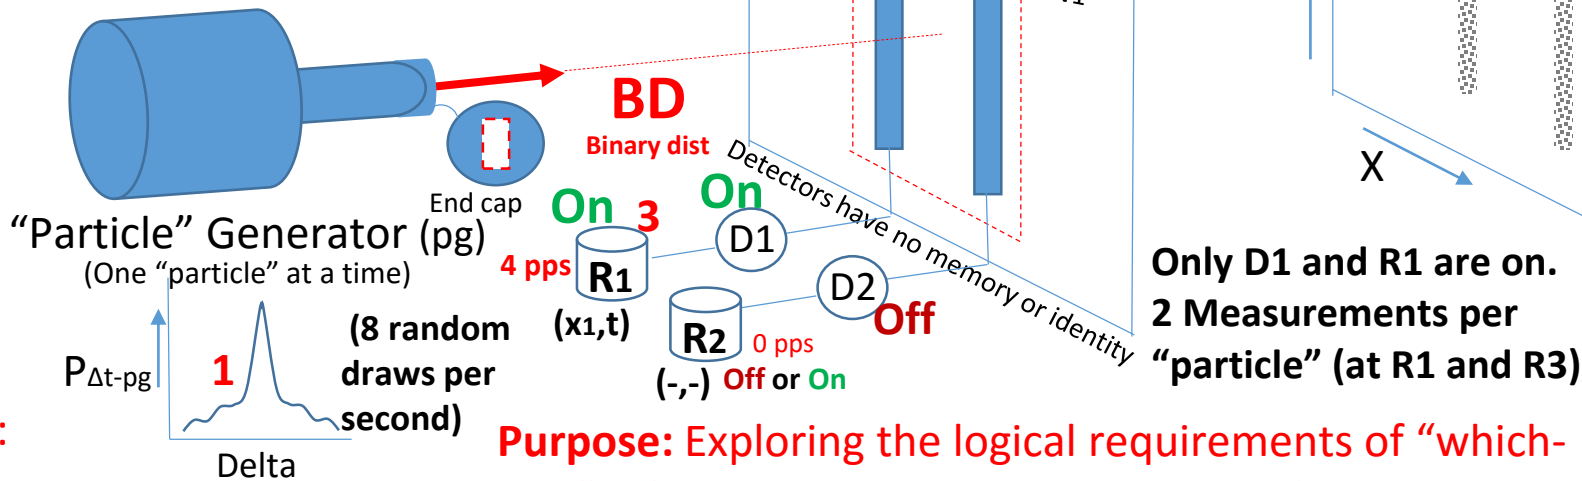 BD
Binary dist
End cap
“Particle” Generator (pg)
(One “particle” at a time)
On
3
On
4 pps
R1
D1
(x1,t)
D2
Off
R2
0 pps
(-,-) Off or On
Detectors have no memory or identity
X
Only D1 and R1 are on.
2 Measurements per
“particle” (at R1 and R3)
P∆t-pg
1
(8 random
draws per
second)
Delta
:
Purpose: Exploring the logical requirements of “which-